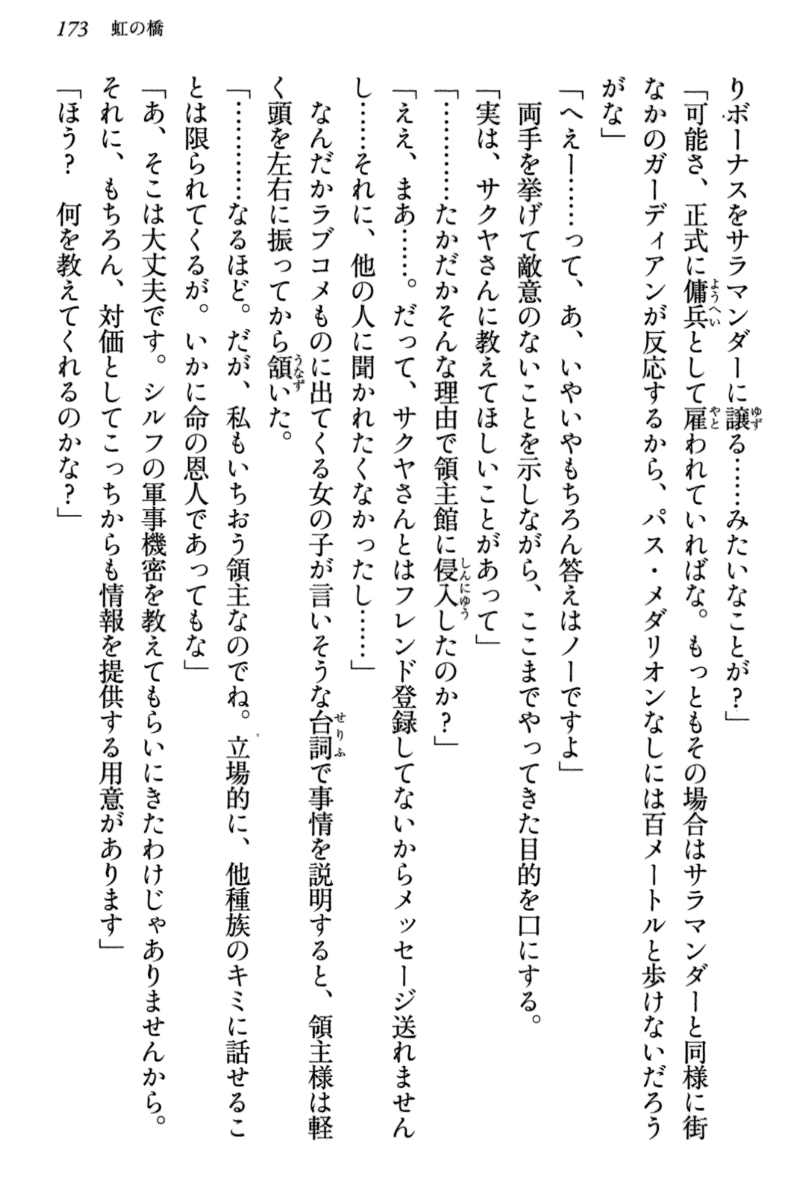 173 虹の橋
りボーナスをサラマンダーに譲る……みたいなことが？」
「可能さ、正式に傭兵として雇われていればな。もっともその場合はサラマンダーと同様に街
なかのガーディアンが反応するから、パス・メダリオンなしには百メートルと歩けないだろう
がな」
「へえー……って、あ、いやいやもちろん答えはノーですよ」
　両手を挙げて敵意のないことを示しながら、ここまでやってきた目的を口にする。
「実は、サクヤさんに教えてほしいことがあって」
「…………たかだかそんな理由で領主館に侵入したのか？」
「ええ、まあ……。だって、サクヤさんとはフレンド登録してないからメッセージ送れません
し……それに、他の人に聞かれたくなかったし……」
　なんだかラブコメものに出てくる女の子が言いそうな台詞で事情を説明すると、領主様は軽
く頭を左右に振ってから頷いた。
「…………なるほど。だが、私もいちおう領主なのでね。立場的に、他種族のキミに話せるこ
とは限られてくるが。いかに命の恩人であってもな」
「あ、そこは大丈夫です。シルフの軍事機密を教えてもらいにきたわけじゃありませんから。
それに、もちろん、対価としてこっちからも情報を提供する用意があります」
「ほう？　何を教えてくれるのかな？」